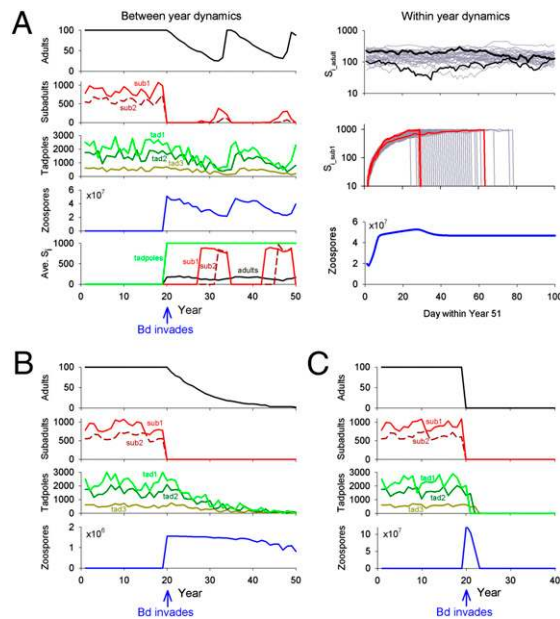 A
Between year dynamics
Within year dynamics
Adults
100
50
0
Subadults
1000
500
0
sub1
sub2
Tadpoles
3000
2000
1000
0
tad1
tad2
tad3
Zoospores
x10⁷
6
4
2
0
Ave. Sᵢ
1000
500
0
tadpoles
sub1
sub2
adults
0 10 20 30 40 50
Year
Bd invades
S_i_adult
1000
100
10
S_i_sub1
1000
100
10
Zoospores
6 x10⁷
4
2
0
0 20 40 60 80 100
Day within Year 51
B
Adults
100
50
0
Subadults
1000
500
0
sub1
sub2
Tadpoles
3000
2000
1000
0
tad1
tad2
tad3
Zoospores
2 x10⁶
1
0
0 10 20 30 40 50
Year
Bd invades
C
Adults
100
50
0
Subadults
1000
500
0
sub1
sub2
Tadpoles
3000
2000
1000
0
tad1
tad2
tad3
Zoospores
x10⁷
10
5
0
0 10 20 30 40
Year
Bd invades